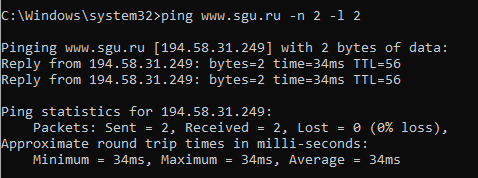 C:\Windows\system32>ping www.sgu.ru -n 2 -l 2
Pinging www.sgu.ru [194.58.31.249] with 2 bytes of data:
Reply from 194.58.31.249: bytes=2 time=34ms TTL=56
Reply from 194.58.31.249: bytes=2 time=34ms TTL=56
Ping statistics for 194.58.31.249:
    Packets: Sent = 2, Received = 2, Lost = 0 (0% loss),
Approximate round trip times in milli-seconds:
    Minimum = 34ms, Maximum = 34ms, Average = 34ms